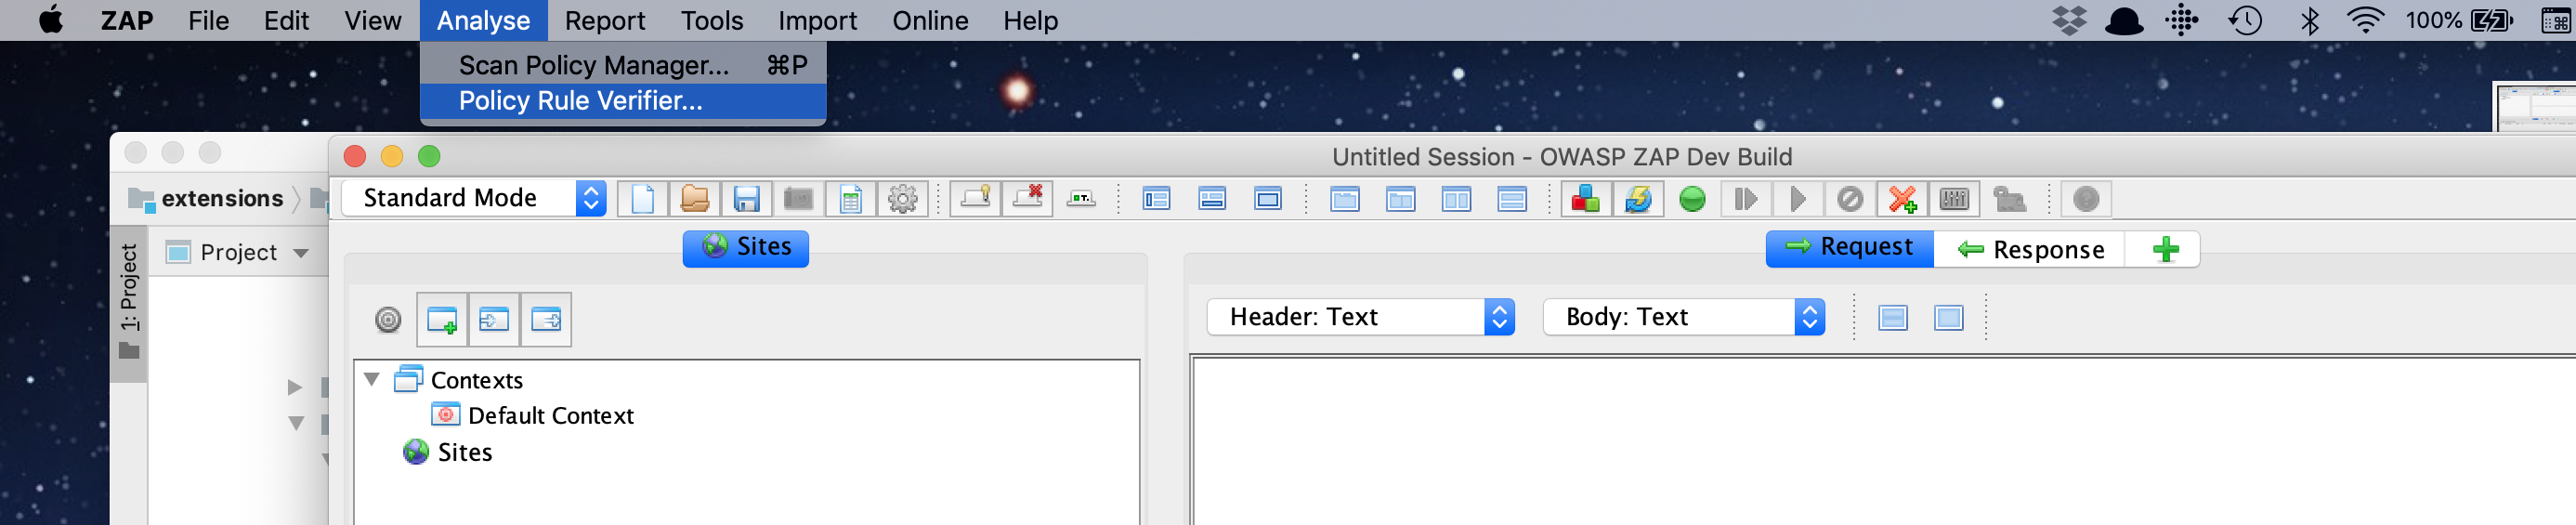 ZAP File Edit View Analyse Report Tools Import Online Help 100%
Scan Policy Manager... ⌘P
Policy Rule Verifier...
Untitled Session - OWASP ZAP Dev Build
extensions
Standard Mode
1: Project
Project
Sites
Request
Response
Header: Text
Body: Text
Contexts
Default Context
Sites